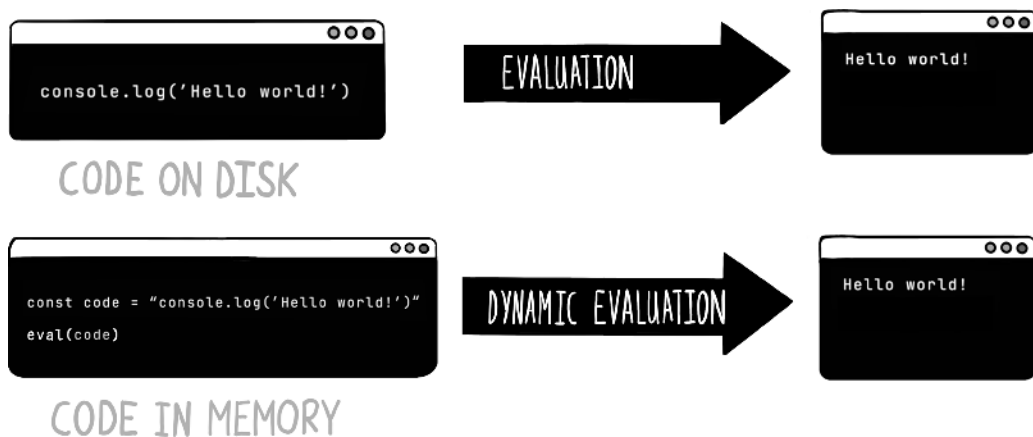 console.log(’Hello world!’)
EVALUATION
Hello world!
CODE ON DISK
const code = “console.log(’Hello world!’)“
eval(code)
DYNAMIC EVALUATION
Hello world!
CODE IN MEMORY